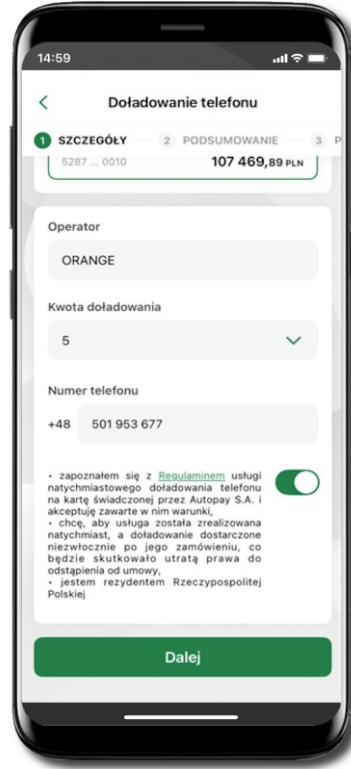 14:59
Doładowanie telefonu
1 SZCZEGÓŁY 2 PODSUMOWANIE 3 P
5287 ... 0010 107 469,89 PLN
Operator
ORANGE
Kwota doładowania
5
Numer telefonu
+48 501 953 677
• zapoznałem się z Regulaminem usługi
natychmiastowego doładowania telefonu
na kartę świadczonej przez Autopay S.A. i
akceptuję zawarte w nim warunki,
• chcę, aby usługa została zrealizowana
natychmiast, a doładowanie dostarczone
niezwłocznie po jego zamówieniu, co
będzie skutkowało utratą prawa do
odstąpienia od umowy,
• jestem rezydentem Rzeczypospolitej
Polskiej
Dalej